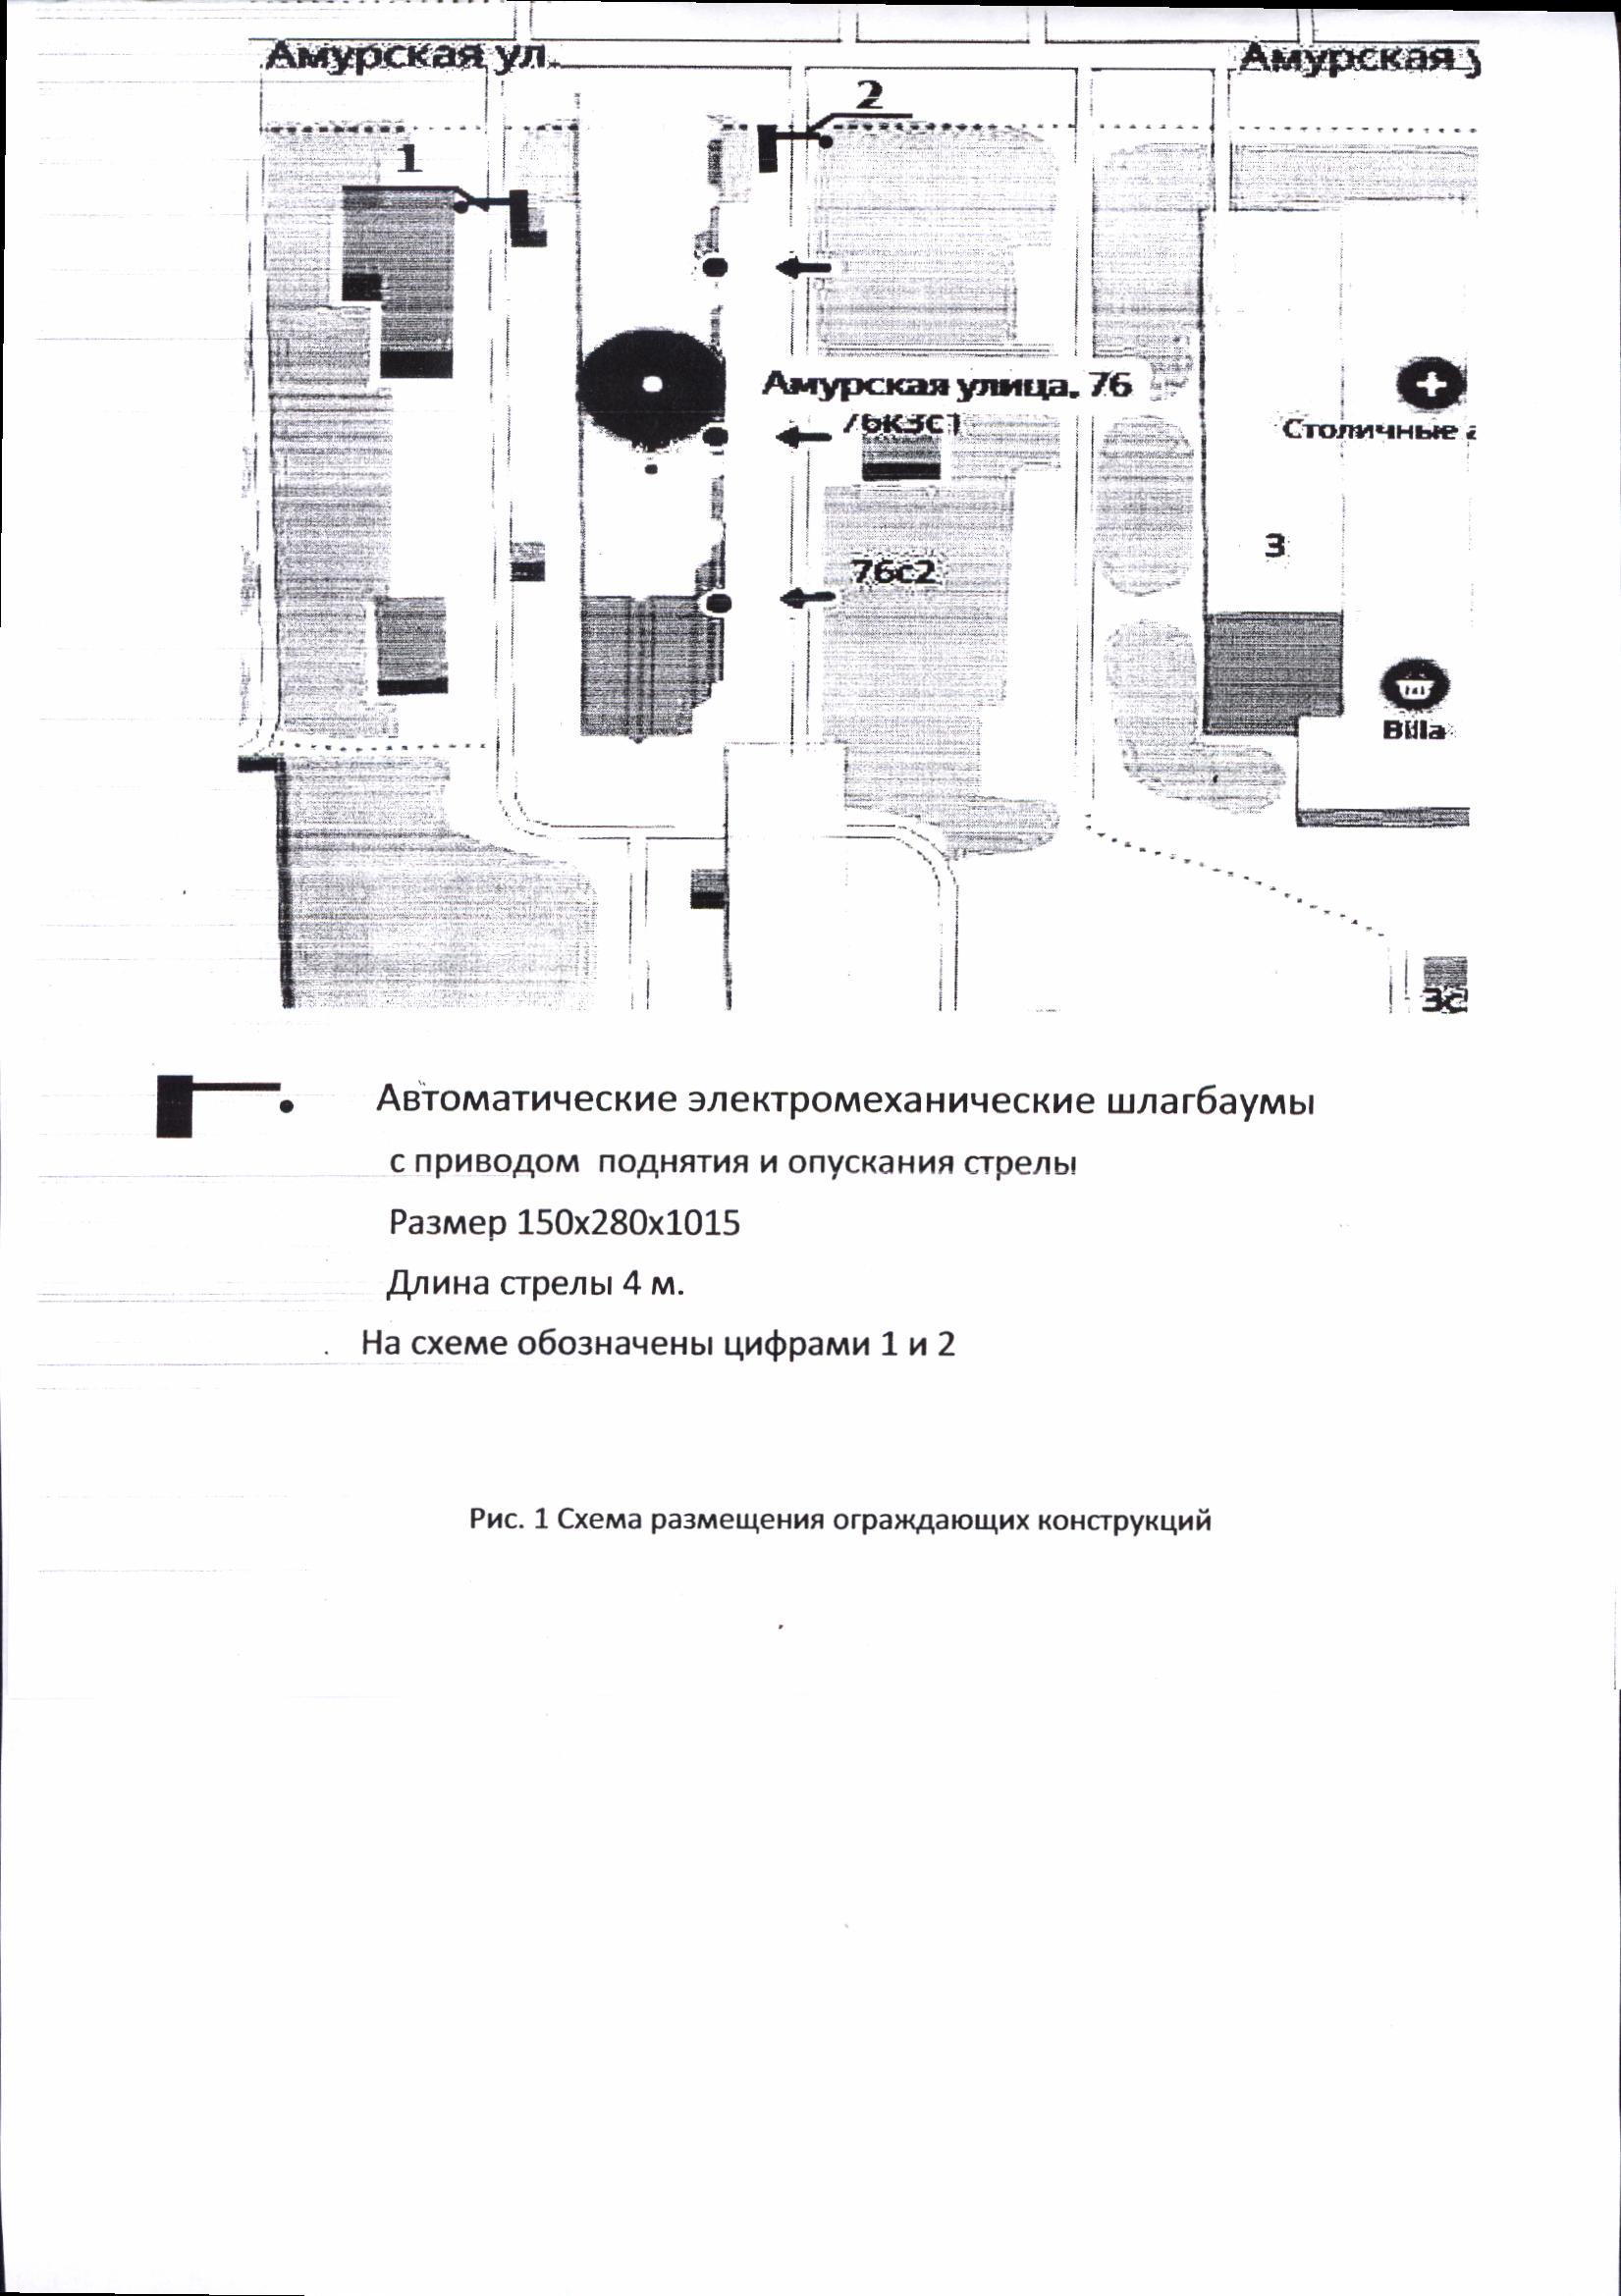 Амурская ул.
Амурская у
2
1
Амурская улица, 76
76к3с1
Столичные а
3
76с2
Billa
3с
Автоматические электромеханические шлагбаумы
с приводом поднятия и опускания стрелы
Размер 150х280х1015
Длина стрелы 4 м.
На схеме обозначены цифрами 1 и 2
Рис. 1 Схема размещения ограждающих конструкций